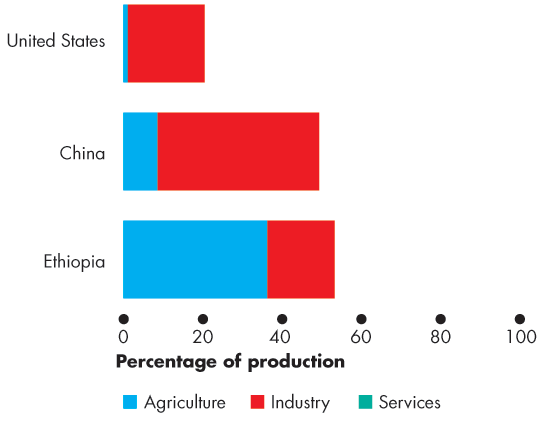 United States
China
Ethiopia
0 20 40 60 80 100
Percentage of production
Agriculture Industry Services